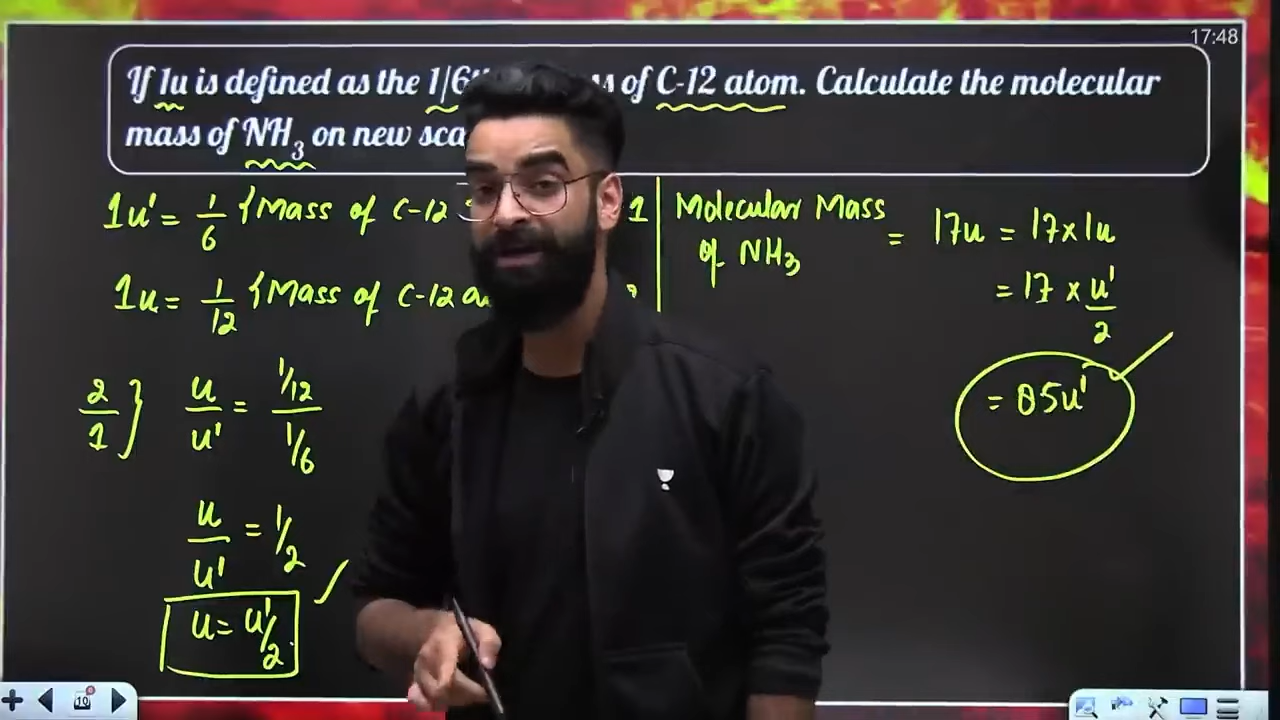 17:48
If 1u is defined as the 1/6 of C-12 atom. Calculate the molecular
mass of NH₃ on new
1u' = 1/6 {Mass of C-12
1u = 1/12 {Mass of C-12
2/1 } u/u' = 1/12 / 1/6
u/u' = 1/2
u = u'/2
1 | Molecular Mass
of NH₃
= 17u = 17×1u
= 17 × u'/2
= 8.5u'
10